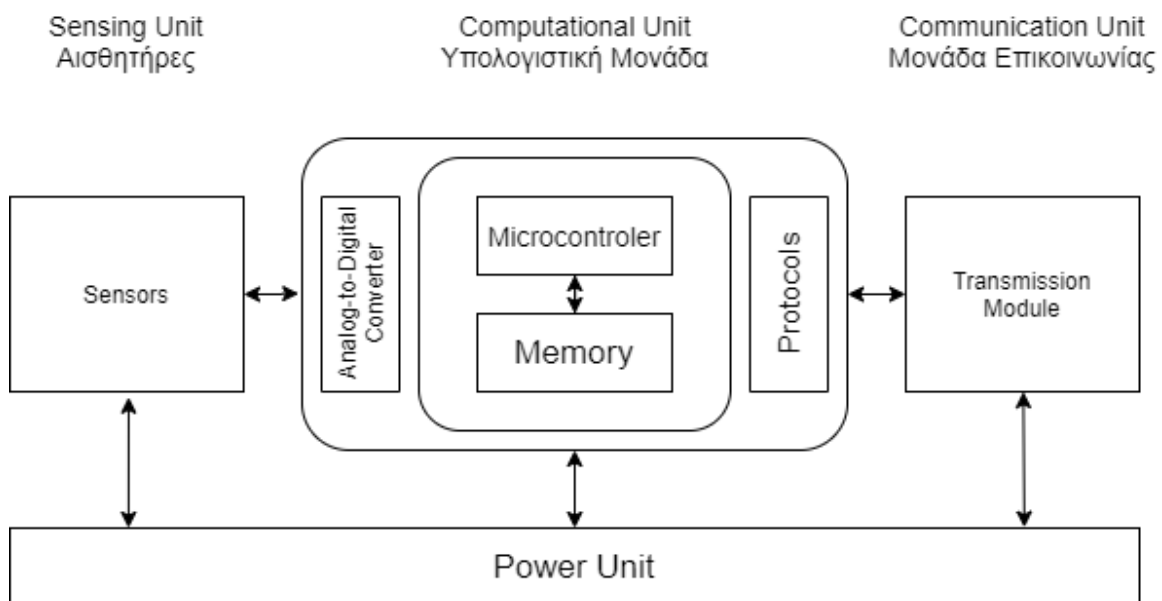 Sensing Unit
Αισθητήρες
Computational Unit
Υπολογιστική Μονάδα
Communication Unit
Μονάδα Επικοινωνίας
Sensors
Analog-to-Digital
Converter
Microcontroler
Memory
Protocols
Transmission
Module
Power Unit